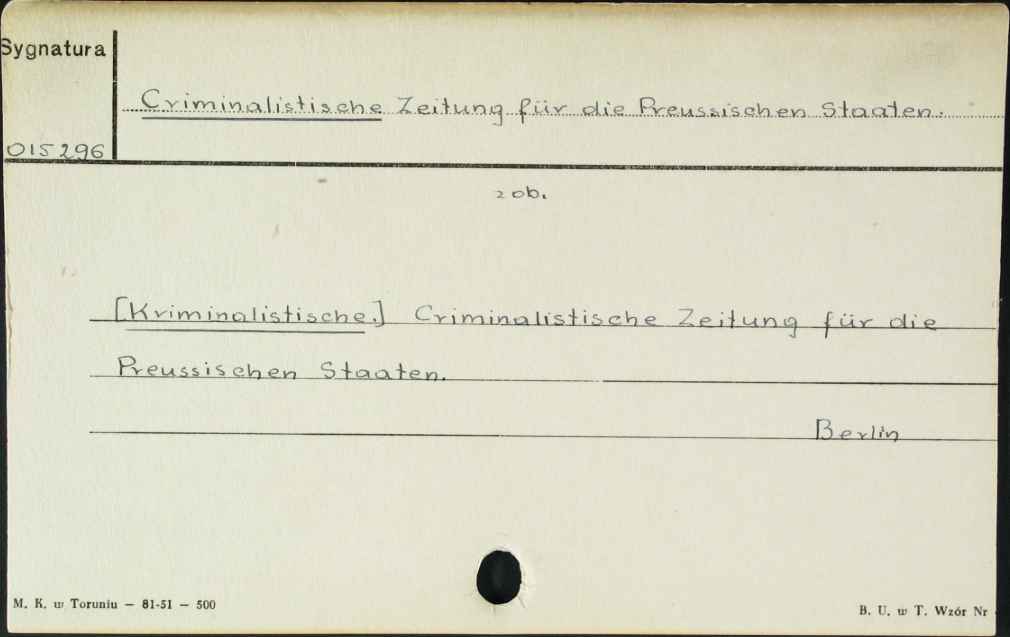 Sygnatura
Criminalistische Zeitung für die Preussischen Staaten.
015296
zob.
[Kriminalistische.] Criminalistische Zeitung für die
Preussischen Staaten.
Berlin
M. K. w Toruniu — 81-51 — 500
B. U. w T. Wzór Nr